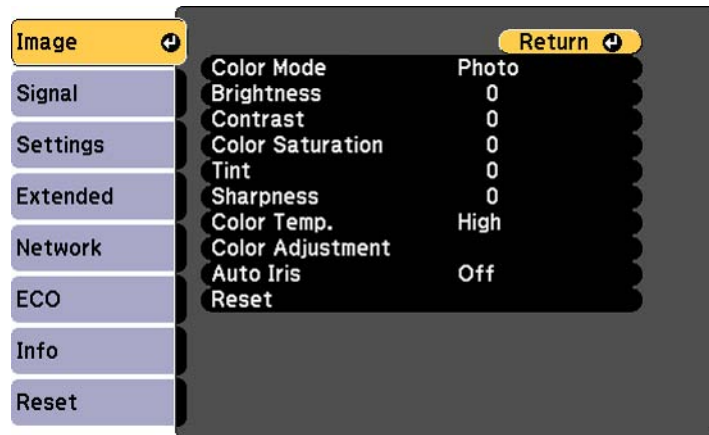 Image
Signal
Settings
Extended
Network
ECO
Info
Reset
Return
Color Mode Photo
Brightness 0
Contrast 0
Color Saturation 0
Tint 0
Sharpness 0
Color Temp. High
Color Adjustment
Auto Iris Off
Reset